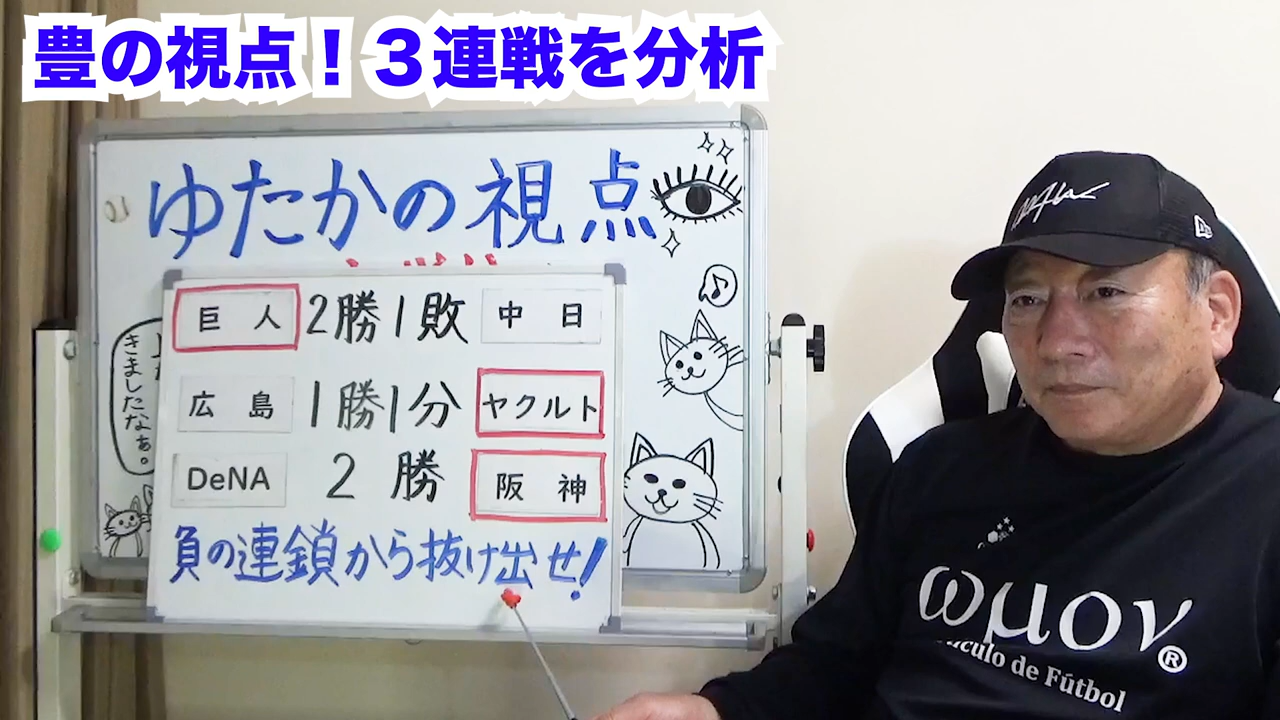 豊の視点！３連戦を分析
ゆたかの視点
巨人 2勝1敗 中日
広島 1勝1分 ヤクルト
DeNA 2勝 阪神
負の連鎖から抜け出せ!
きましたなぁ。
ωμον®
culo de Fútbol